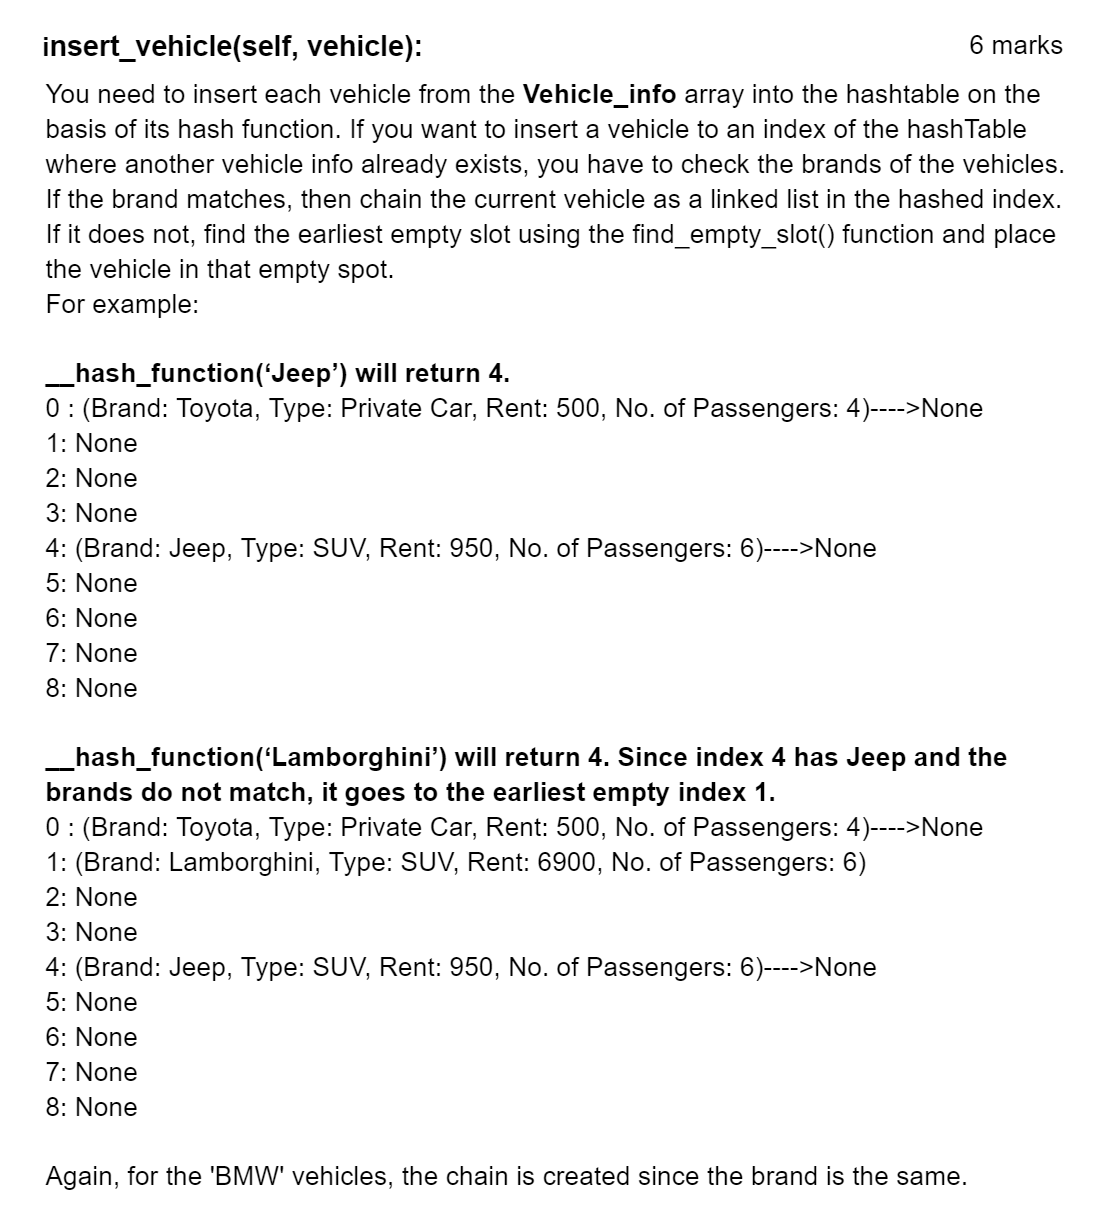 insert_vehicle(self, vehicle): 6 marks
You need to insert each vehicle from the Vehicle_info array into the hashtable on the
basis of its hash function. If you want to insert a vehicle to an index of the hashTable
where another vehicle info already exists, you have to check the brands of the vehicles.
If the brand matches, then chain the current vehicle as a linked list in the hashed index.
If it does not, find the earliest empty slot using the find_empty_slot() function and place
the vehicle in that empty spot.
For example:
__hash_function(‘Jeep’) will return 4.
0 : (Brand: Toyota, Type: Private Car, Rent: 500, No. of Passengers: 4)---->None
1: None
2: None
3: None
4: (Brand: Jeep, Type: SUV, Rent: 950, No. of Passengers: 6)---->None
5: None
6: None
7: None
8: None
__hash_function(‘Lamborghini’) will return 4. Since index 4 has Jeep and the
brands do not match, it goes to the earliest empty index 1.
0 : (Brand: Toyota, Type: Private Car, Rent: 500, No. of Passengers: 4)---->None
1: (Brand: Lamborghini, Type: SUV, Rent: 6900, No. of Passengers: 6)
2: None
3: None
4: (Brand: Jeep, Type: SUV, Rent: 950, No. of Passengers: 6)---->None
5: None
6: None
7: None
8: None
Again, for the 'BMW' vehicles, the chain is created since the brand is the same.